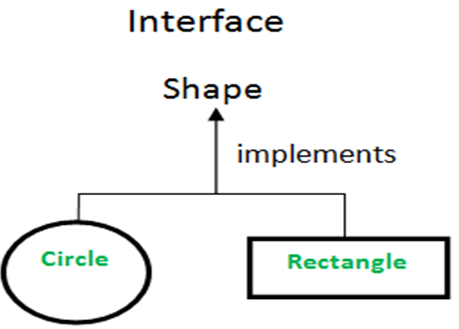 Interface
Shape
implements
Circle
Rectangle